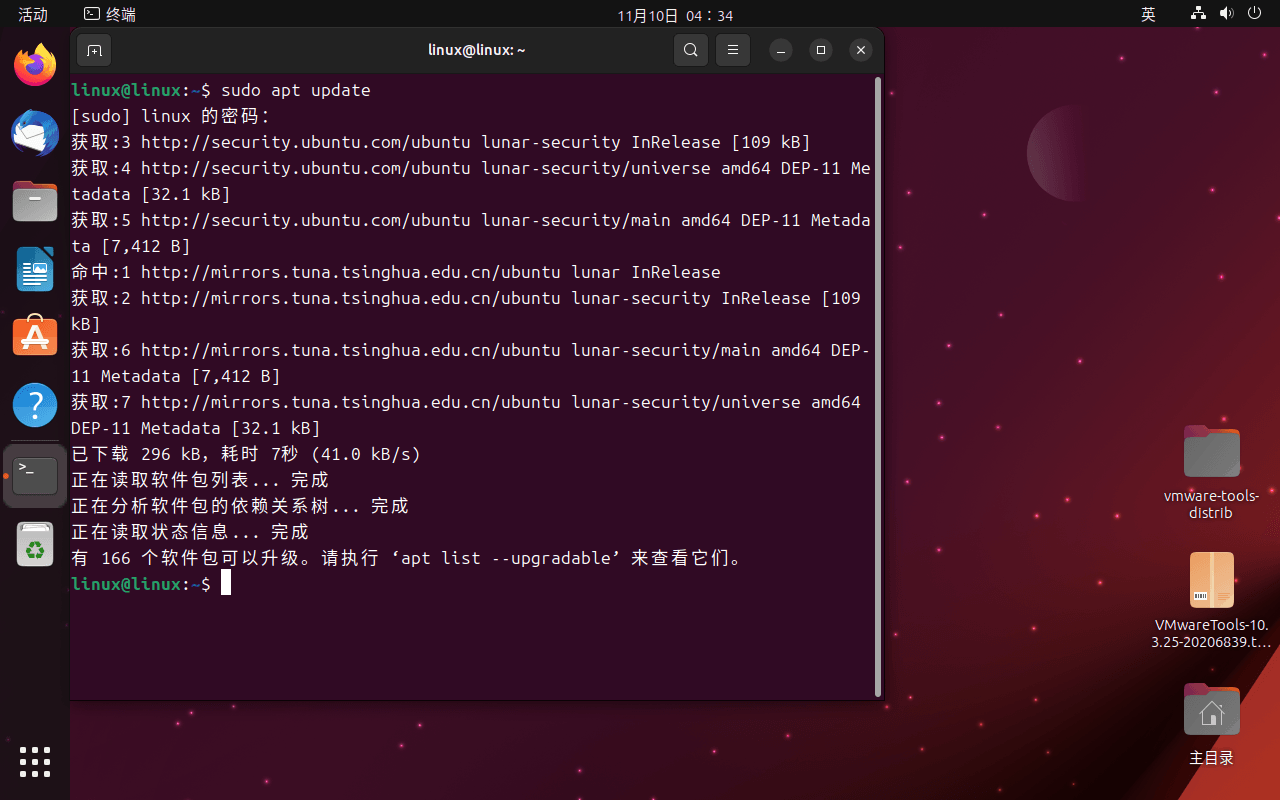 活动 终端 11月10日 04：34 英
linux@linux: ~
linux@linux:~$ sudo apt update
[sudo] linux 的密码：
获取:3 http://security.ubuntu.com/ubuntu lunar-security InRelease [109 kB]
获取:4 http://security.ubuntu.com/ubuntu lunar-security/universe amd64 DEP-11 Me
tadata [32.1 kB]
获取:5 http://security.ubuntu.com/ubuntu lunar-security/main amd64 DEP-11 Metada
ta [7,412 B]
命中:1 http://mirrors.tuna.tsinghua.edu.cn/ubuntu lunar InRelease
获取:2 http://mirrors.tuna.tsinghua.edu.cn/ubuntu lunar-security InRelease [109
kB]
获取:6 http://mirrors.tuna.tsinghua.edu.cn/ubuntu lunar-security/main amd64 DEP-
11 Metadata [7,412 B]
获取:7 http://mirrors.tuna.tsinghua.edu.cn/ubuntu lunar-security/universe amd64
DEP-11 Metadata [32.1 kB]
已下载 296 kB，耗时 7秒 (41.0 kB/s)
正在读取软件包列表... 完成
正在分析软件包的依赖关系树... 完成
正在读取状态信息... 完成
有 166 个软件包可以升级。请执行 ‘apt list --upgradable’ 来查看它们。
linux@linux:~$
vmware-tools-
distrib
VMwareTools-10.
3.25-20206839.t…
主目录